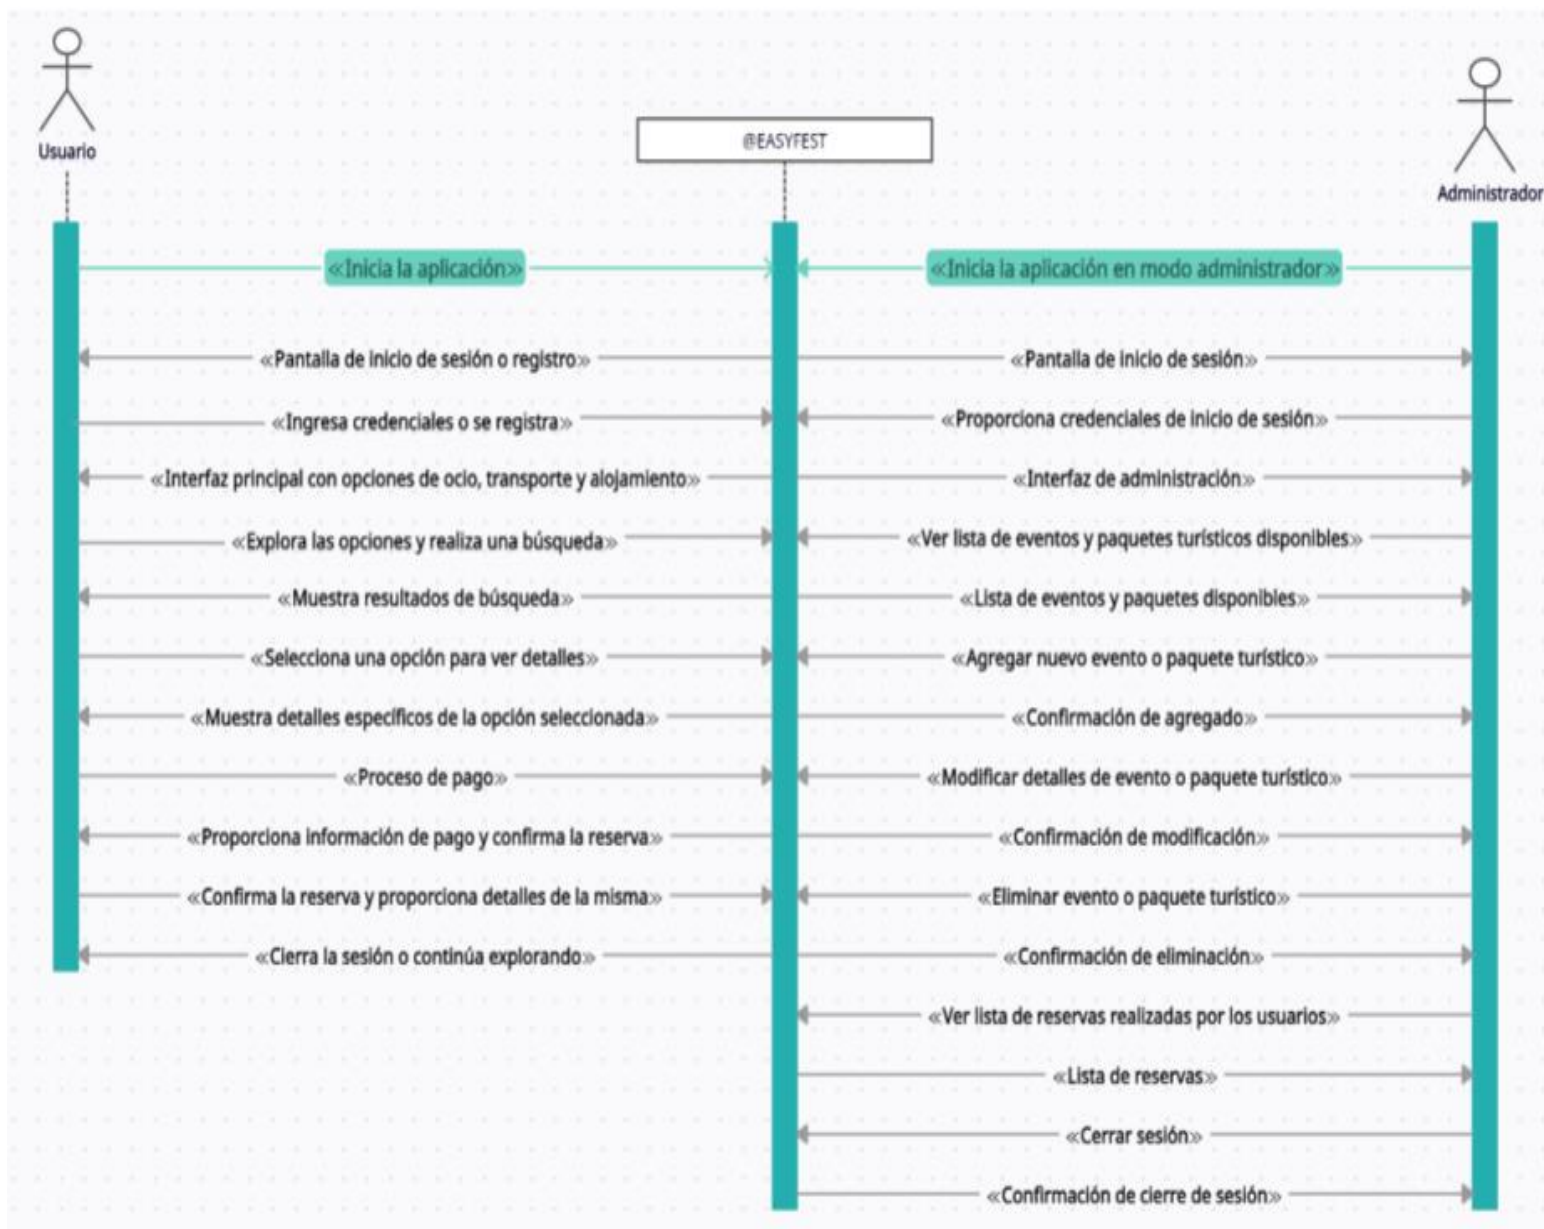 Usuario
@EASYFEST
Administrador
«Inicia la aplicación»
«Inicia la aplicación en modo administrador»
«Pantalla de inicio de sesión o registro»
«Pantalla de inicio de sesión»
«Ingresa credenciales o se registra»
«Proporciona credenciales de inicio de sesión»
«Interfaz principal con opciones de ocio, transporte y alojamiento»
«Interfaz de administración»
«Explora las opciones y realiza una búsqueda»
«Ver lista de eventos y paquetes turísticos disponibles»
«Muestra resultados de búsqueda»
«Lista de eventos y paquetes disponibles»
«Selecciona una opción para ver detalles»
«Agregar nuevo evento o paquete turístico»
«Muestra detalles específicos de la opción seleccionada»
«Confirmación de agregado»
«Proceso de pago»
«Modificar detalles de evento o paquete turístico»
«Proporciona información de pago y confirma la reserva»
«Confirmación de modificación»
«Confirma la reserva y proporciona detalles de la misma»
«Eliminar evento o paquete turístico»
«Cierra la sesión o continúa explorando»
«Confirmación de eliminación»
«Ver lista de reservas realizadas por los usuarios»
«Lista de reservas»
«Cerrar sesión»
«Confirmación de cierre de sesión»